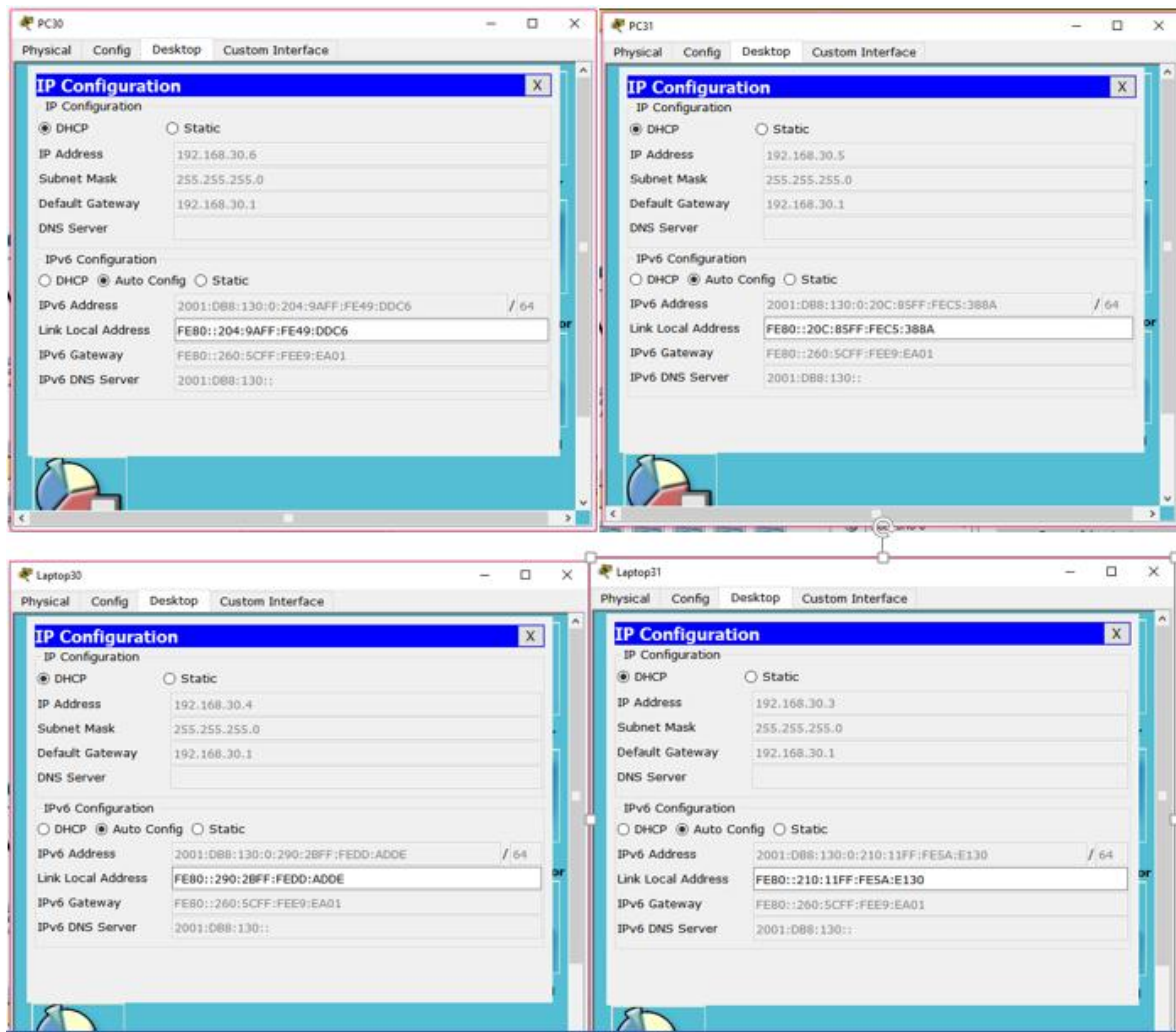 PC30
Physical Config Desktop Custom Interface
IP Configuration X
IP Configuration
DHCP Static
IP Address 192.168.30.6
Subnet Mask 255.255.255.0
Default Gateway 192.168.30.1
DNS Server
IPv6 Configuration
DHCP Auto Config Static
IPv6 Address 2001:DB8:130:0:204:9AFF:FE49:DDC6 / 64
Link Local Address FE80::204:9AFF:FE49:DDC6
IPv6 Gateway FE80::260:5CFF:FEE9:EA01
IPv6 DNS Server 2001:DB8:130::
PC31
Physical Config Desktop Custom Interface
IP Configuration X
IP Configuration
DHCP Static
IP Address 192.168.30.5
Subnet Mask 255.255.255.0
Default Gateway 192.168.30.1
DNS Server
IPv6 Configuration
DHCP Auto Config Static
IPv6 Address 2001:DB8:130:0:20C:85FF:FEC5:388A / 64
Link Local Address FE80::20C:85FF:FEC5:388A
IPv6 Gateway FE80::260:5CFF:FEE9:EA01
IPv6 DNS Server 2001:DB8:130::
Laptop30
Physical Config Desktop Custom Interface
IP Configuration X
IP Configuration
DHCP Static
IP Address 192.168.30.4
Subnet Mask 255.255.255.0
Default Gateway 192.168.30.1
DNS Server
IPv6 Configuration
DHCP Auto Config Static
IPv6 Address 2001:DB8:130:0:290:2BFF:FEDD:ADDE / 64
Link Local Address FE80::290:2BFF:FEDD:ADDE
IPv6 Gateway FE80::260:5CFF:FEE9:EA01
IPv6 DNS Server 2001:DB8:130::
Laptop31
Physical Config Desktop Custom Interface
IP Configuration X
IP Configuration
DHCP Static
IP Address 192.168.30.3
Subnet Mask 255.255.255.0
Default Gateway 192.168.30.1
DNS Server
IPv6 Configuration
DHCP Auto Config Static
IPv6 Address 2001:DB8:130:0:210:11FF:FE5A:E130 / 64
Link Local Address FE80::210:11FF:FE5A:E130
IPv6 Gateway FE80::260:5CFF:FEE9:EA01
IPv6 DNS Server 2001:DB8:130::